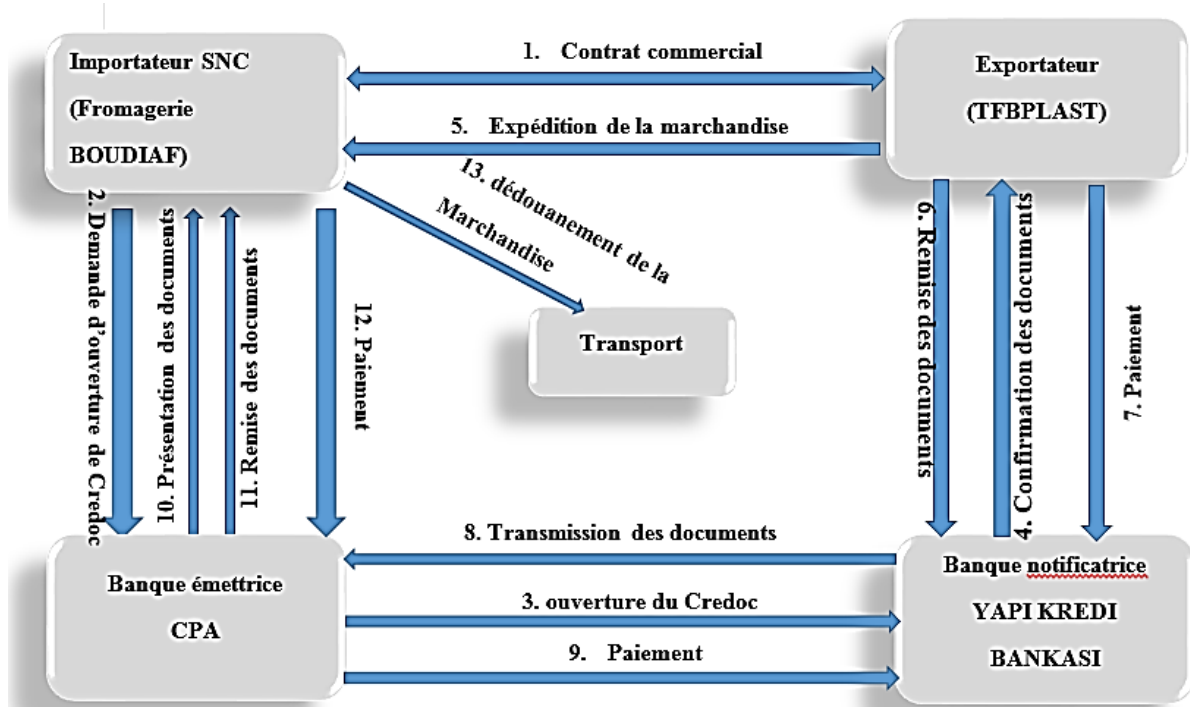 Importateur SNC
(Fromagerie
BOUDIAF)
1. Contrat commercial
Exportateur
(TFBPLAST)
5. Expédition de la marchandise
13. dédouanement de la
Marchandise
Transport
2. Demande d'ouverture de Credoc
10. Présentation des documents
11. Remise des documents
12. Paiement
6. Remise des documents
4. Confirmation des documents
7. Paiement
8. Transmission des documents
3. ouverture du Credoc
9. Paiement
Banque émettrice
CPA
Banque notificatrice
YAPI KREDI
BANKASI